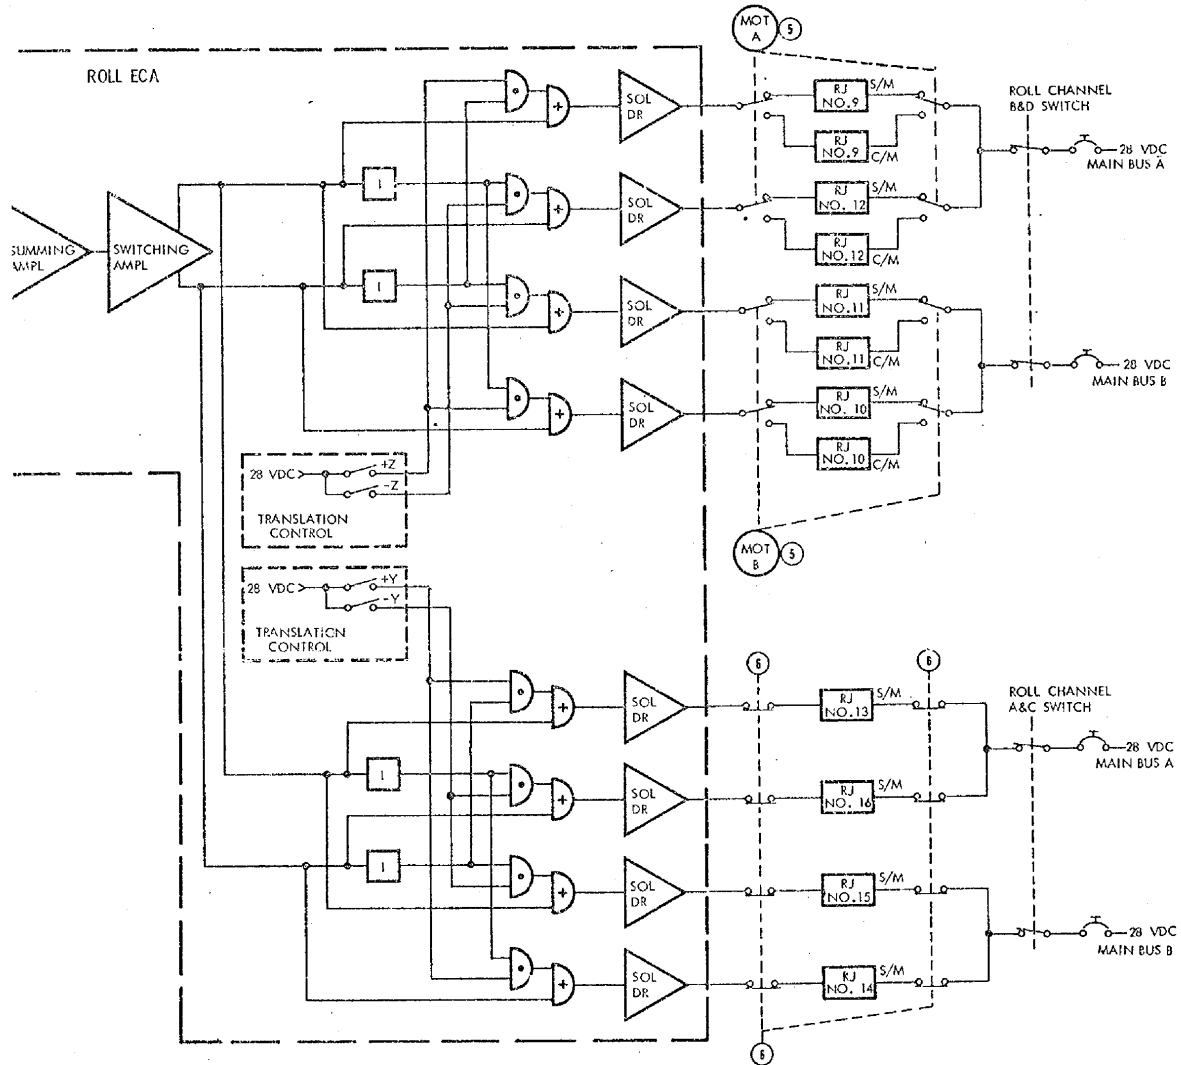 MOT A
5
ROLL ECA
ROLL CHANNEL
B&D SWITCH
SOL DR
RJ NO.9
S/M
RJ NO.9
C/M
28 VDC
MAIN BUS A
SOL DR
RJ NO. 12
S/M
RJ NO.12
C/M
SUMMING AMPL
SWITCHING AMPL
I
I
SOL DR
RJ NO.11
S/M
RJ NO.11
C/M
28 VDC
MAIN BUS B
SOL DR
RJ NO. 10
S/M
RJ NO.10
C/M
28 VDC
+Z
-Z
TRANSLATION
CONTROL
MOT B
5
28 VDC
+Y
-Y
TRANSLATION
CONTROL
6
6
ROLL CHANNEL
A&C SWITCH
SOL DR
RJ NO.13
S/M
28 VDC
MAIN BUS A
I
SOL DR
RJ NO. 16
S/M
I
SOL DR
RJ NO.15
S/M
28 VDC
MAIN BUS B
SOL DR
RJ NO. 14
S/M
6